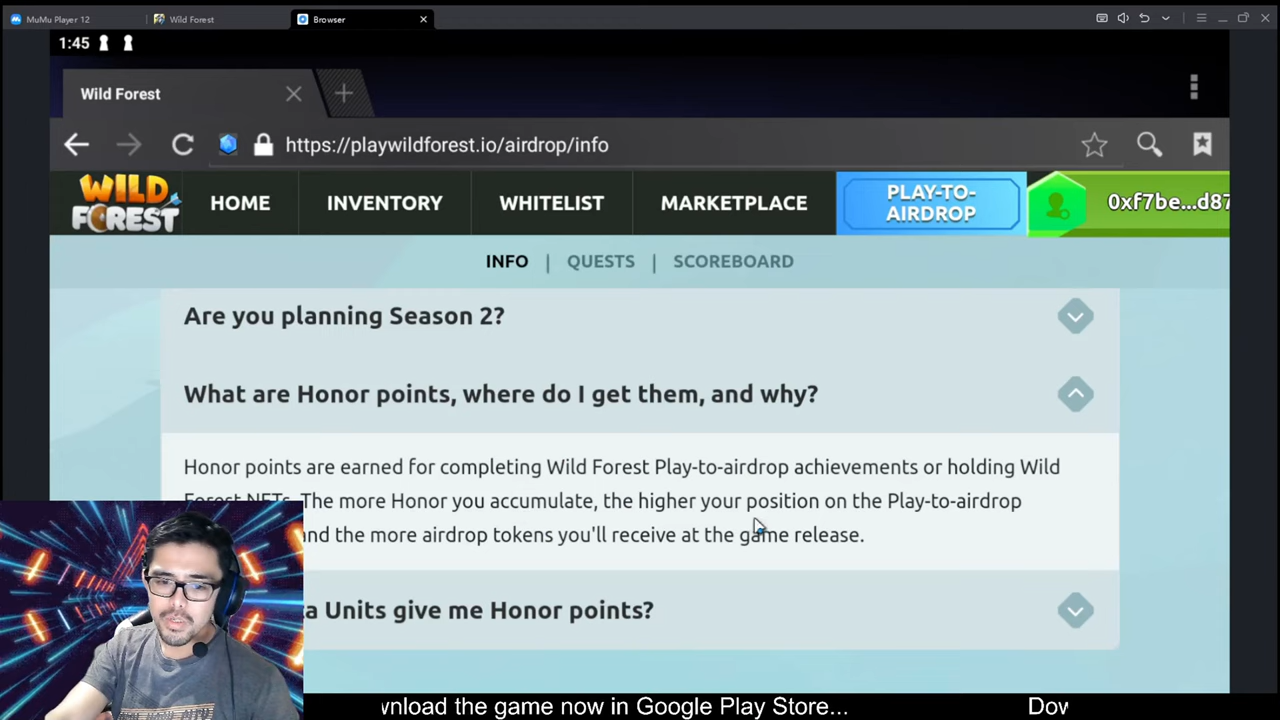 MuMu Player 12
Wild Forest
Browser
1:45
Wild Forest
https://playwildforest.io/airdrop/info
WILD
FOREST
HOME
INVENTORY
WHITELIST
MARKETPLACE
PLAY-TO-
AIRDROP
0xf7be...d87
INFO | QUESTS | SCOREBOARD
Are you planning Season 2?
What are Honor points, where do I get them, and why?
Honor points are earned for completing Wild Forest Play-to-airdrop achievements or holding Wild
Forest NFTs. The more Honor you accumulate, the higher your position on the Play-to-airdrop
and the more airdrop tokens you'll receive at the game release.
Units give me Honor points?
wnload the game now in Google Play Store...
Dow